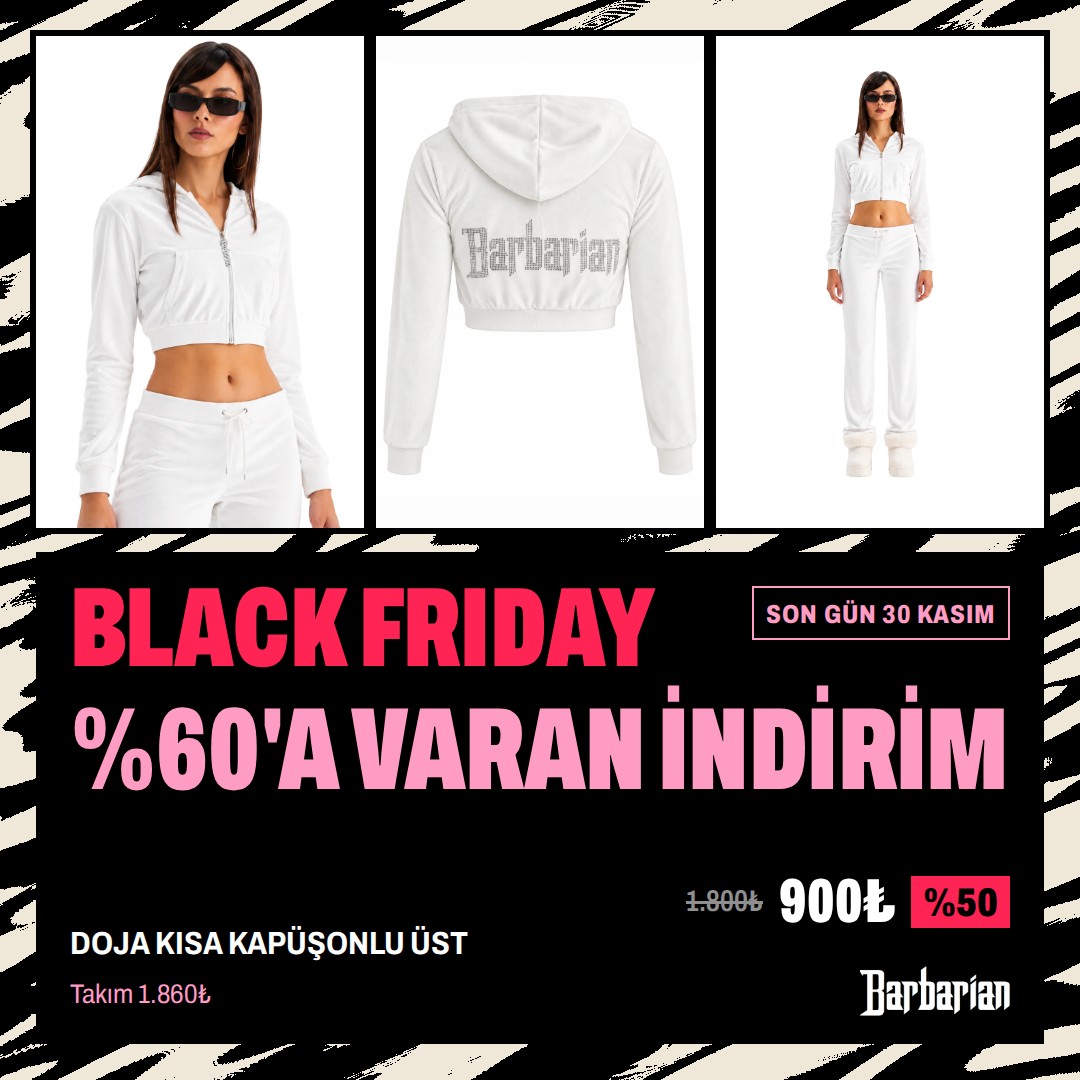 Barbarian
BLACK FRIDAY
SON GÜN 30 KASIM
%60'A VARAN İNDİRİM
1.800₺ 900₺ %50
DOJA KISA KAPÜŞONLU ÜST
Takım 1.860₺
Barbarian